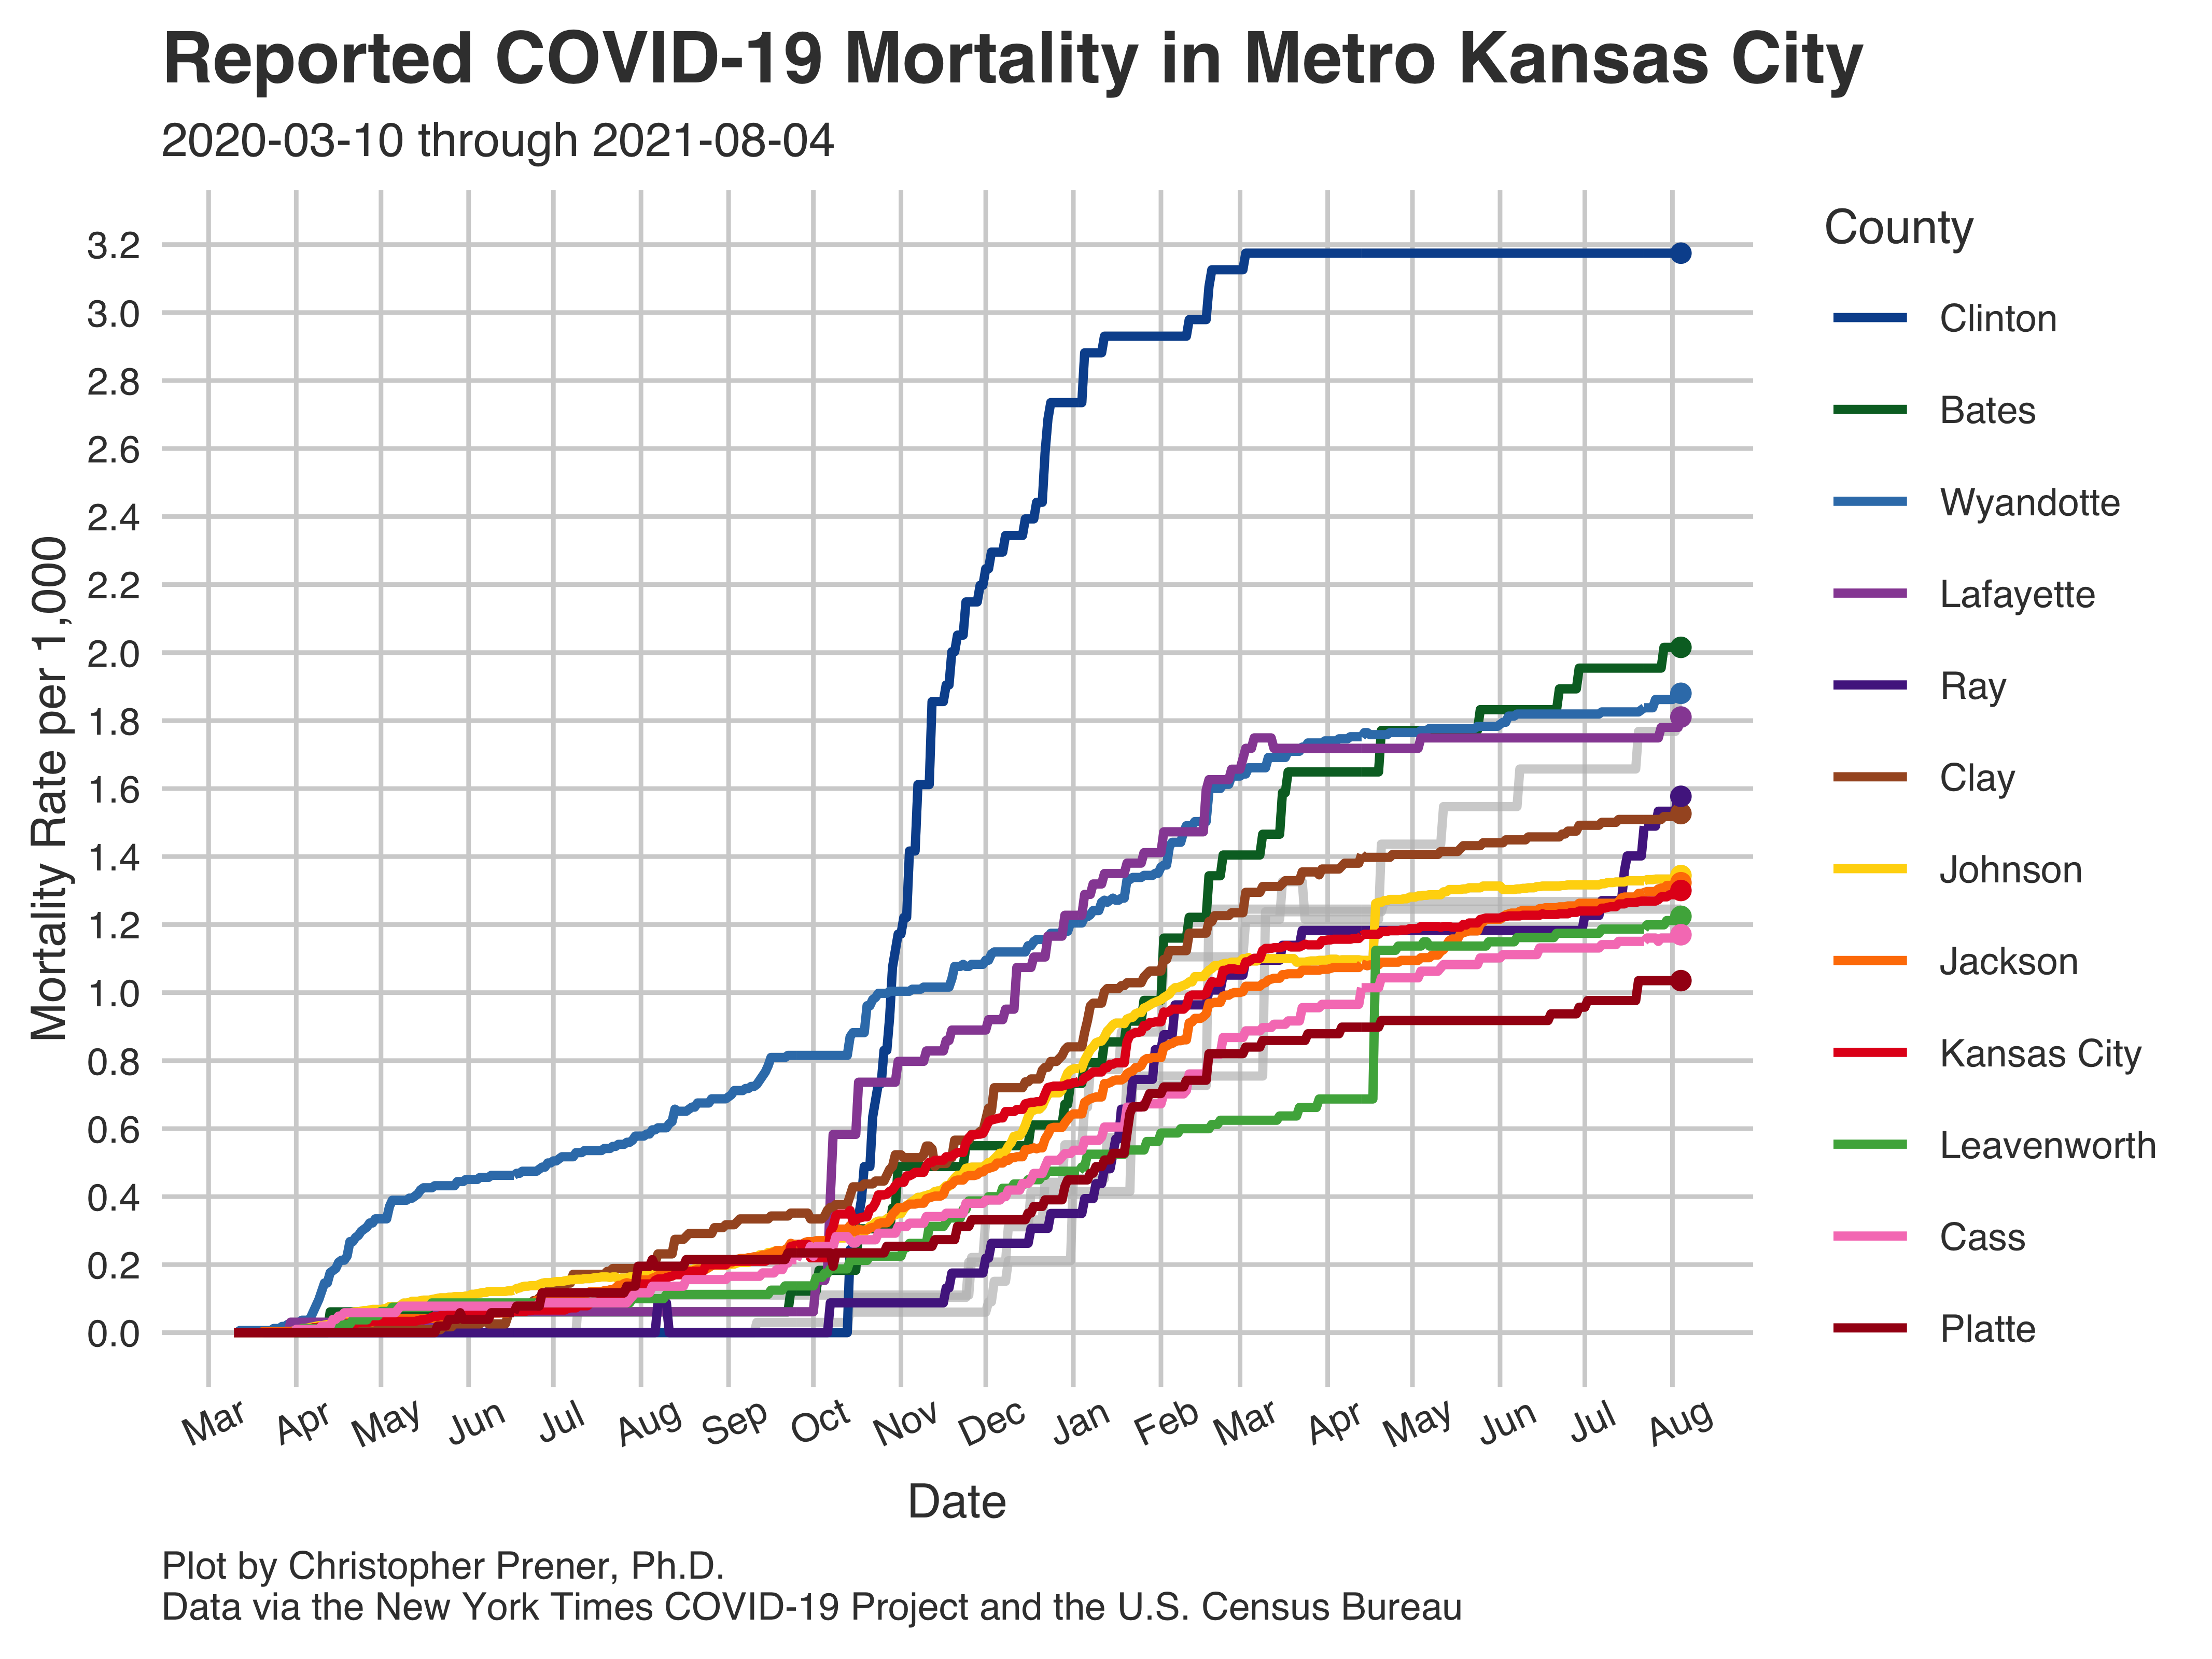 Reported COVID-19 Mortality in Metro Kansas City
2020-03-10 through 2021-08-04
Mortality Rate per 1,000
3.2
3.0
2.8
2.6
2.4
2.2
2.0
1.8
1.6
1.4
1.2
1.0
0.8
0.6
0.4
0.2
0.0
Mar Apr May Jun Jul Aug Sep Oct Nov Dec Jan Feb Mar Apr May Jun Jul Aug
Date
County
Clinton
Bates
Wyandotte
Lafayette
Ray
Clay
Johnson
Jackson
Kansas City
Leavenworth
Cass
Platte
Plot by Christopher Prener, Ph.D.
Data via the New York Times COVID-19 Project and the U.S. Census Bureau